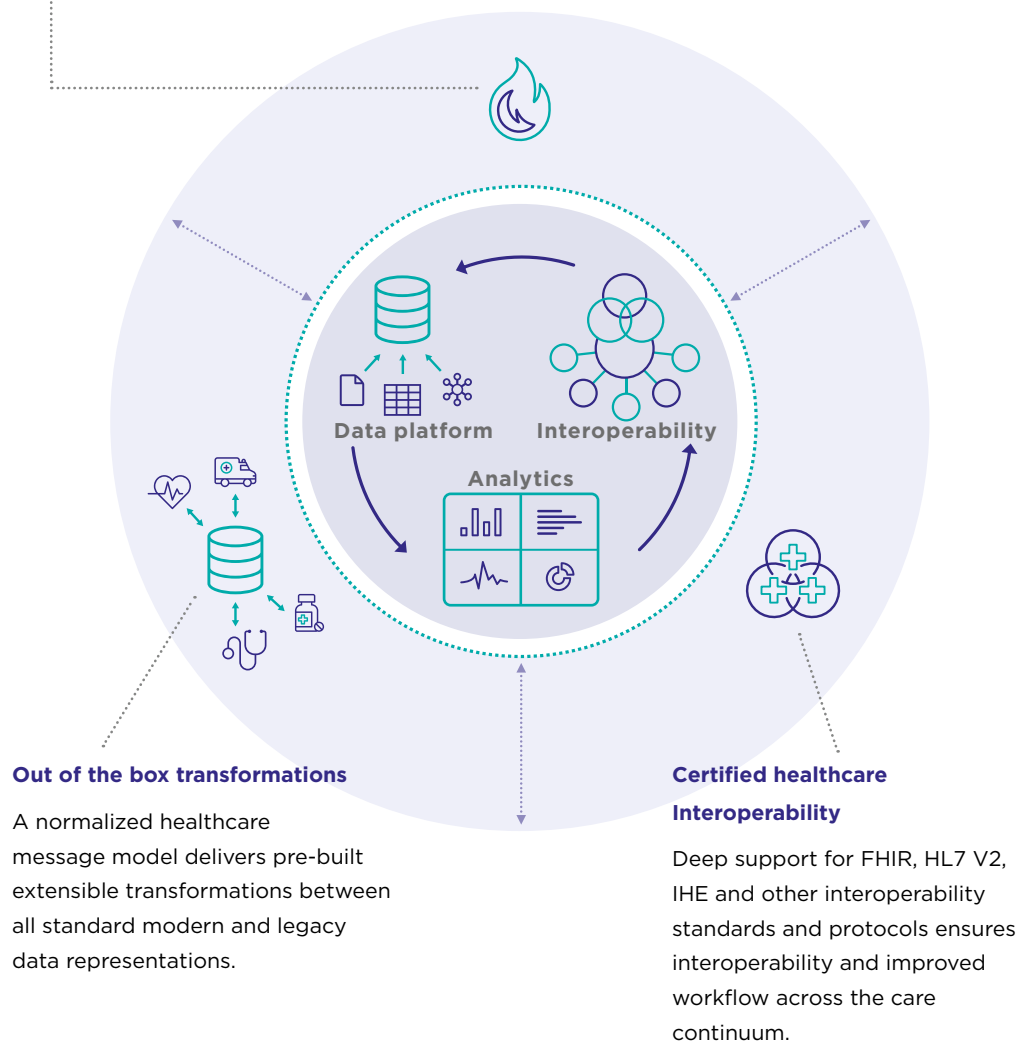 Data platform
Interoperability
Analytics
Out of the box transformations
A normalized healthcare
message model delivers pre-built
extensible transformations between
all standard modern and legacy
data representations.
Certified healthcare
Interoperability
Deep support for FHIR, HL7 V2,
IHE and other interoperability
standards and protocols ensures
interoperability and improved
workflow across the care
continuum.